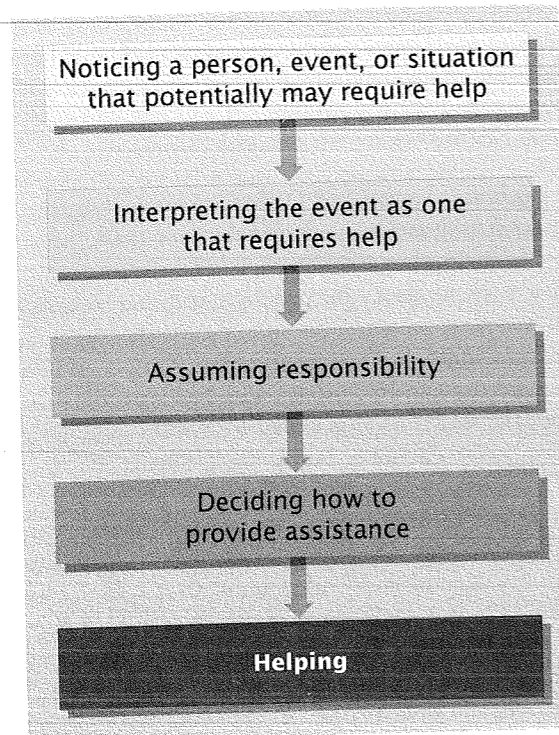 Noticing a person, event, or situation
that potentially may require help
Interpreting the event as one
that requires help
Assuming responsibility
Deciding how to
provide assistance
Helping